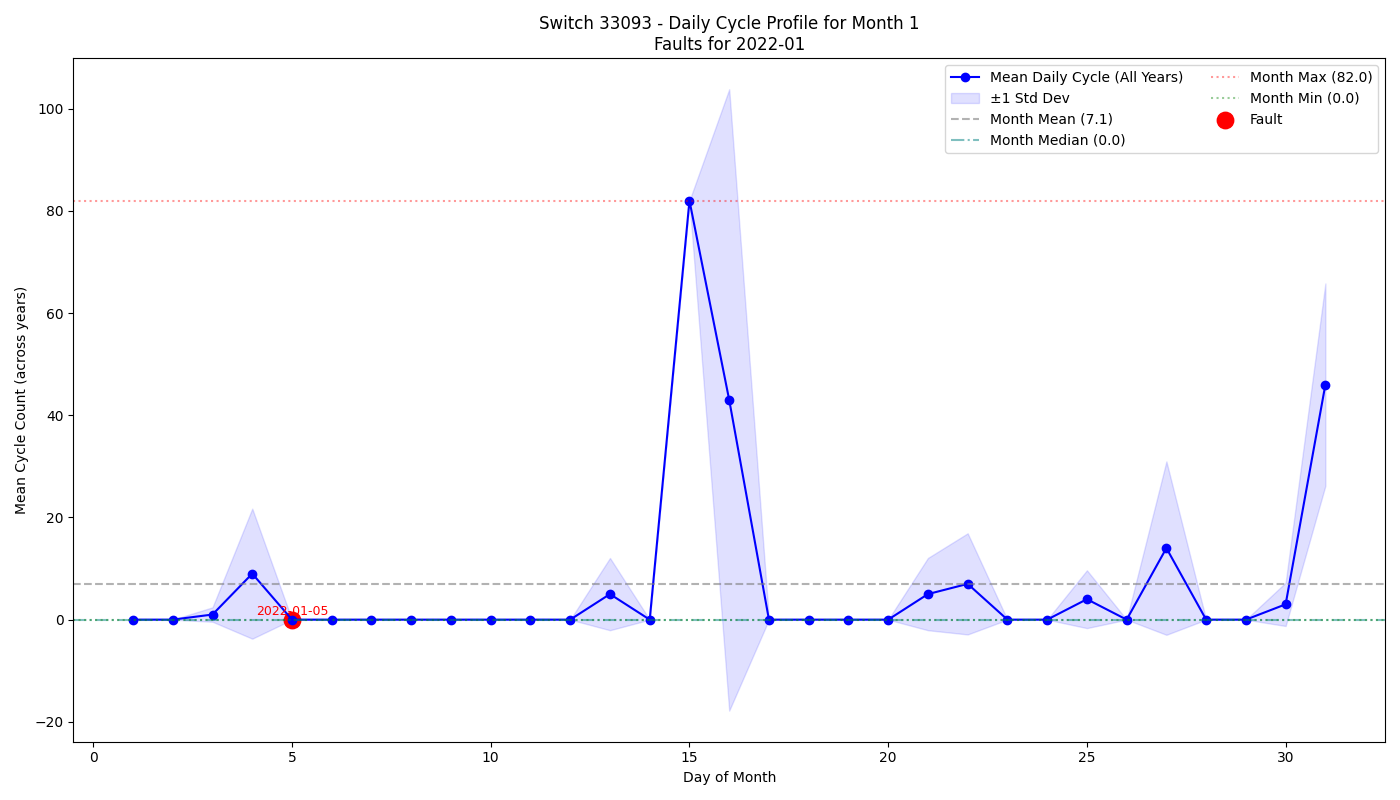 Switch 33093 - Daily Cycle Profile for Month 1
Faults for 2022-01
Mean Daily Cycle (All Years)
±1 Std Dev
Month Mean (7.1)
Month Median (0.0)
Month Max (82.0)
Month Min (0.0)
Fault
Mean Cycle Count (across years)
100
80
60
40
20
0
−20
2022-01-05
0
5
10
15
20
25
30
Day of Month